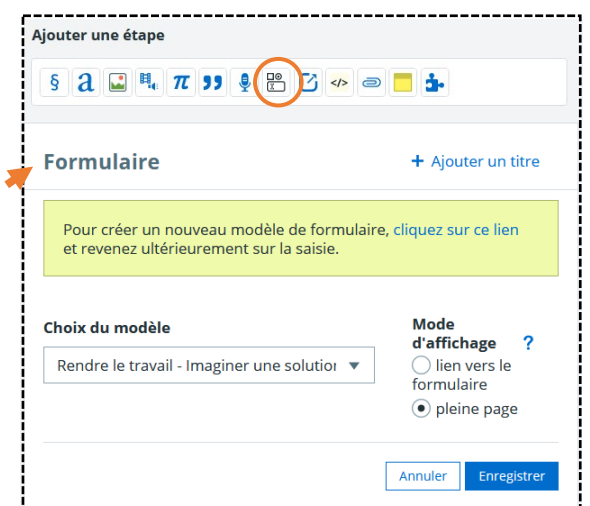 Ajouter une étape
§ a π ❟❟ </>
Formulaire
+ Ajouter un titre
Pour créer un nouveau modèle de formulaire, cliquez sur ce lien
et revenez ultérieurement sur la saisie.
Choix du modèle
Rendre le travail - Imaginer une solution
Mode
d'affichage ?
lien vers le
formulaire
pleine page
Annuler
Enregistrer